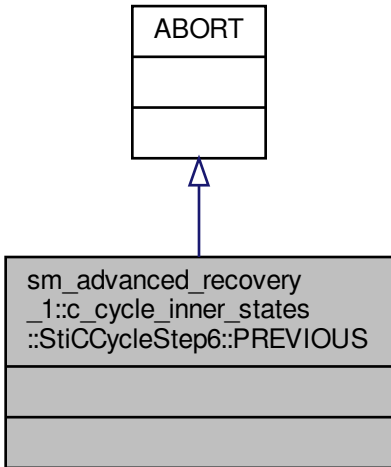 ABORT
sm_advanced_recovery
_1::c_cycle_inner_states
::StiCCycleStep6::PREVIOUS